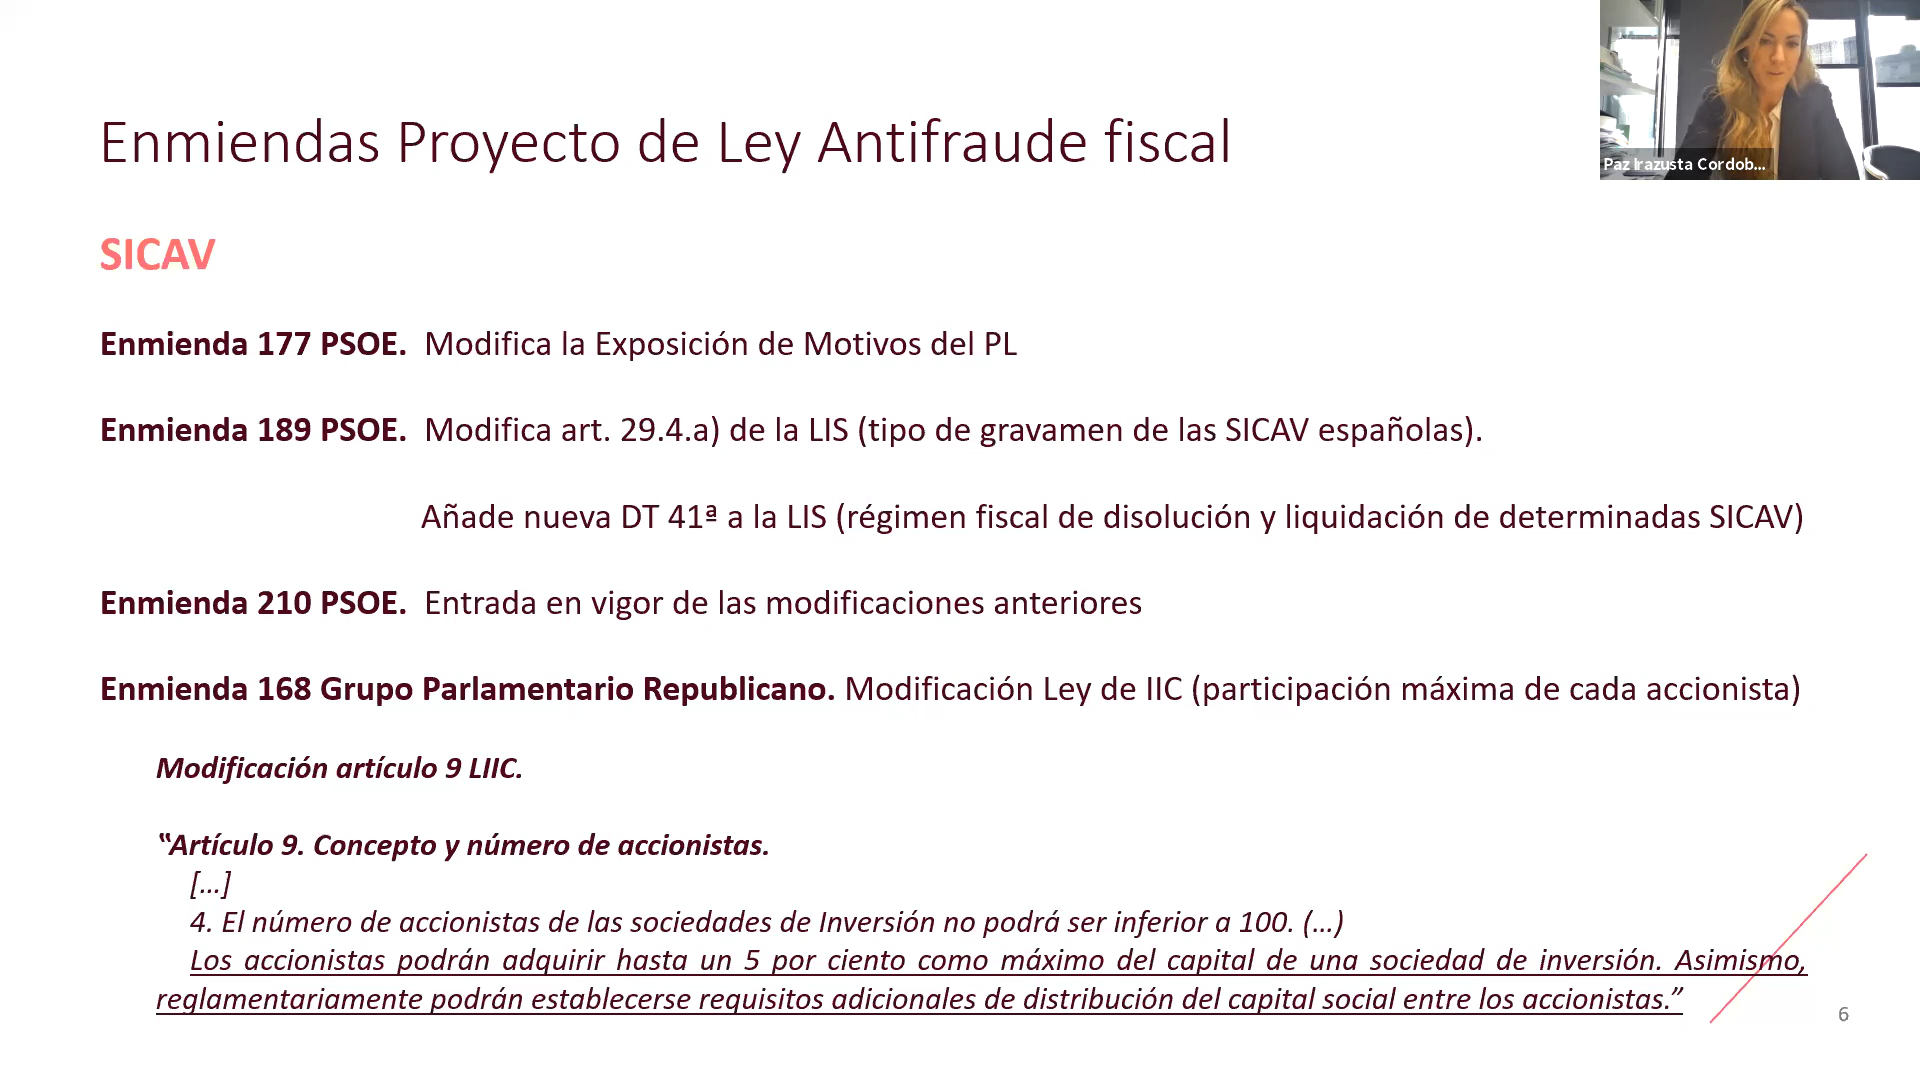 Enmiendas Proyecto de Ley Antifraude fiscal
Paz Irazusta Cordob...
SICAV
Enmienda 177 PSOE. Modifica la Exposición de Motivos del PL
Enmienda 189 PSOE. Modifica art. 29.4.a) de la LIS (tipo de gravamen de las SICAV españolas).
Añade nueva DT 41ª a la LIS (régimen fiscal de disolución y liquidación de determinadas SICAV)
Enmienda 210 PSOE. Entrada en vigor de las modificaciones anteriores
Enmienda 168 Grupo Parlamentario Republicano. Modificación Ley de IIC (participación máxima de cada accionista)
Modificación artículo 9 LIIC.
“Artículo 9. Concepto y número de accionistas.
[…]
4. El número de accionistas de las sociedades de Inversión no podrá ser inferior a 100. (…)
Los accionistas podrán adquirir hasta un 5 por ciento como máximo del capital de una sociedad de inversión. Asimismo,
reglamentariamente podrán establecerse requisitos adicionales de distribución del capital social entre los accionistas.”
6